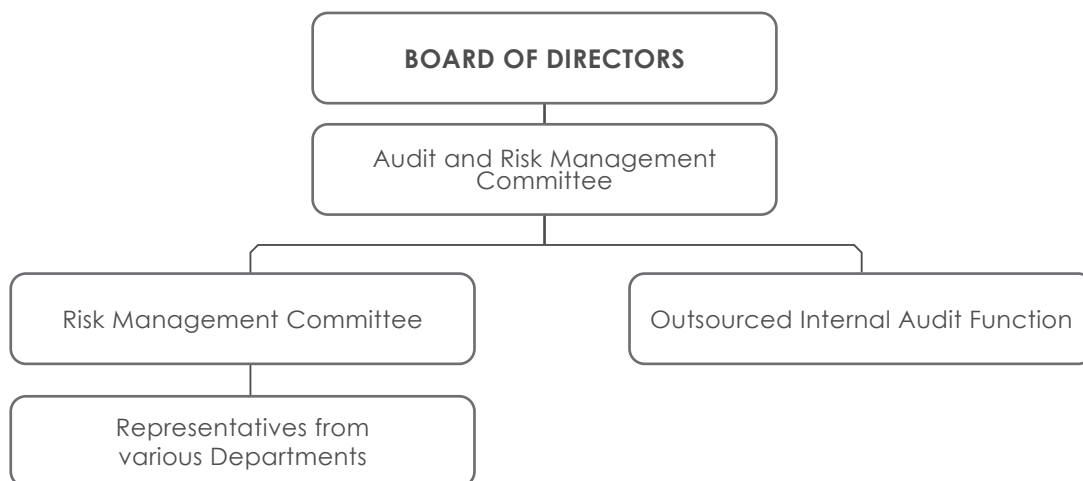 BOARD OF DIRECTORS
Audit and Risk Management
Committee
Risk Management Committee
Outsourced Internal Audit Function
Representatives from
various Departments